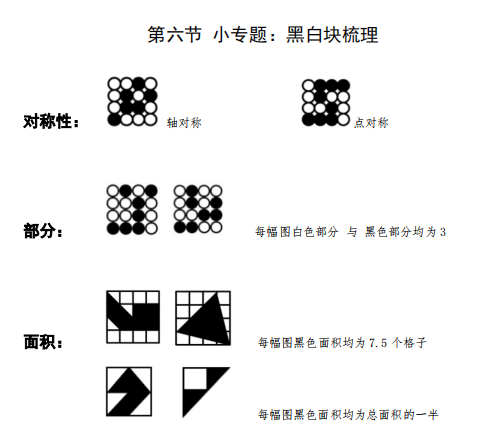 第六节 小专题：黑白块梳理
对称性： 轴对称 点对称
部分： 每幅图白色部分 与 黑色部分均为 3
面积： 每幅图黑色面积均为 7.5 个格子
每幅图黑色面积均为总面积的一半